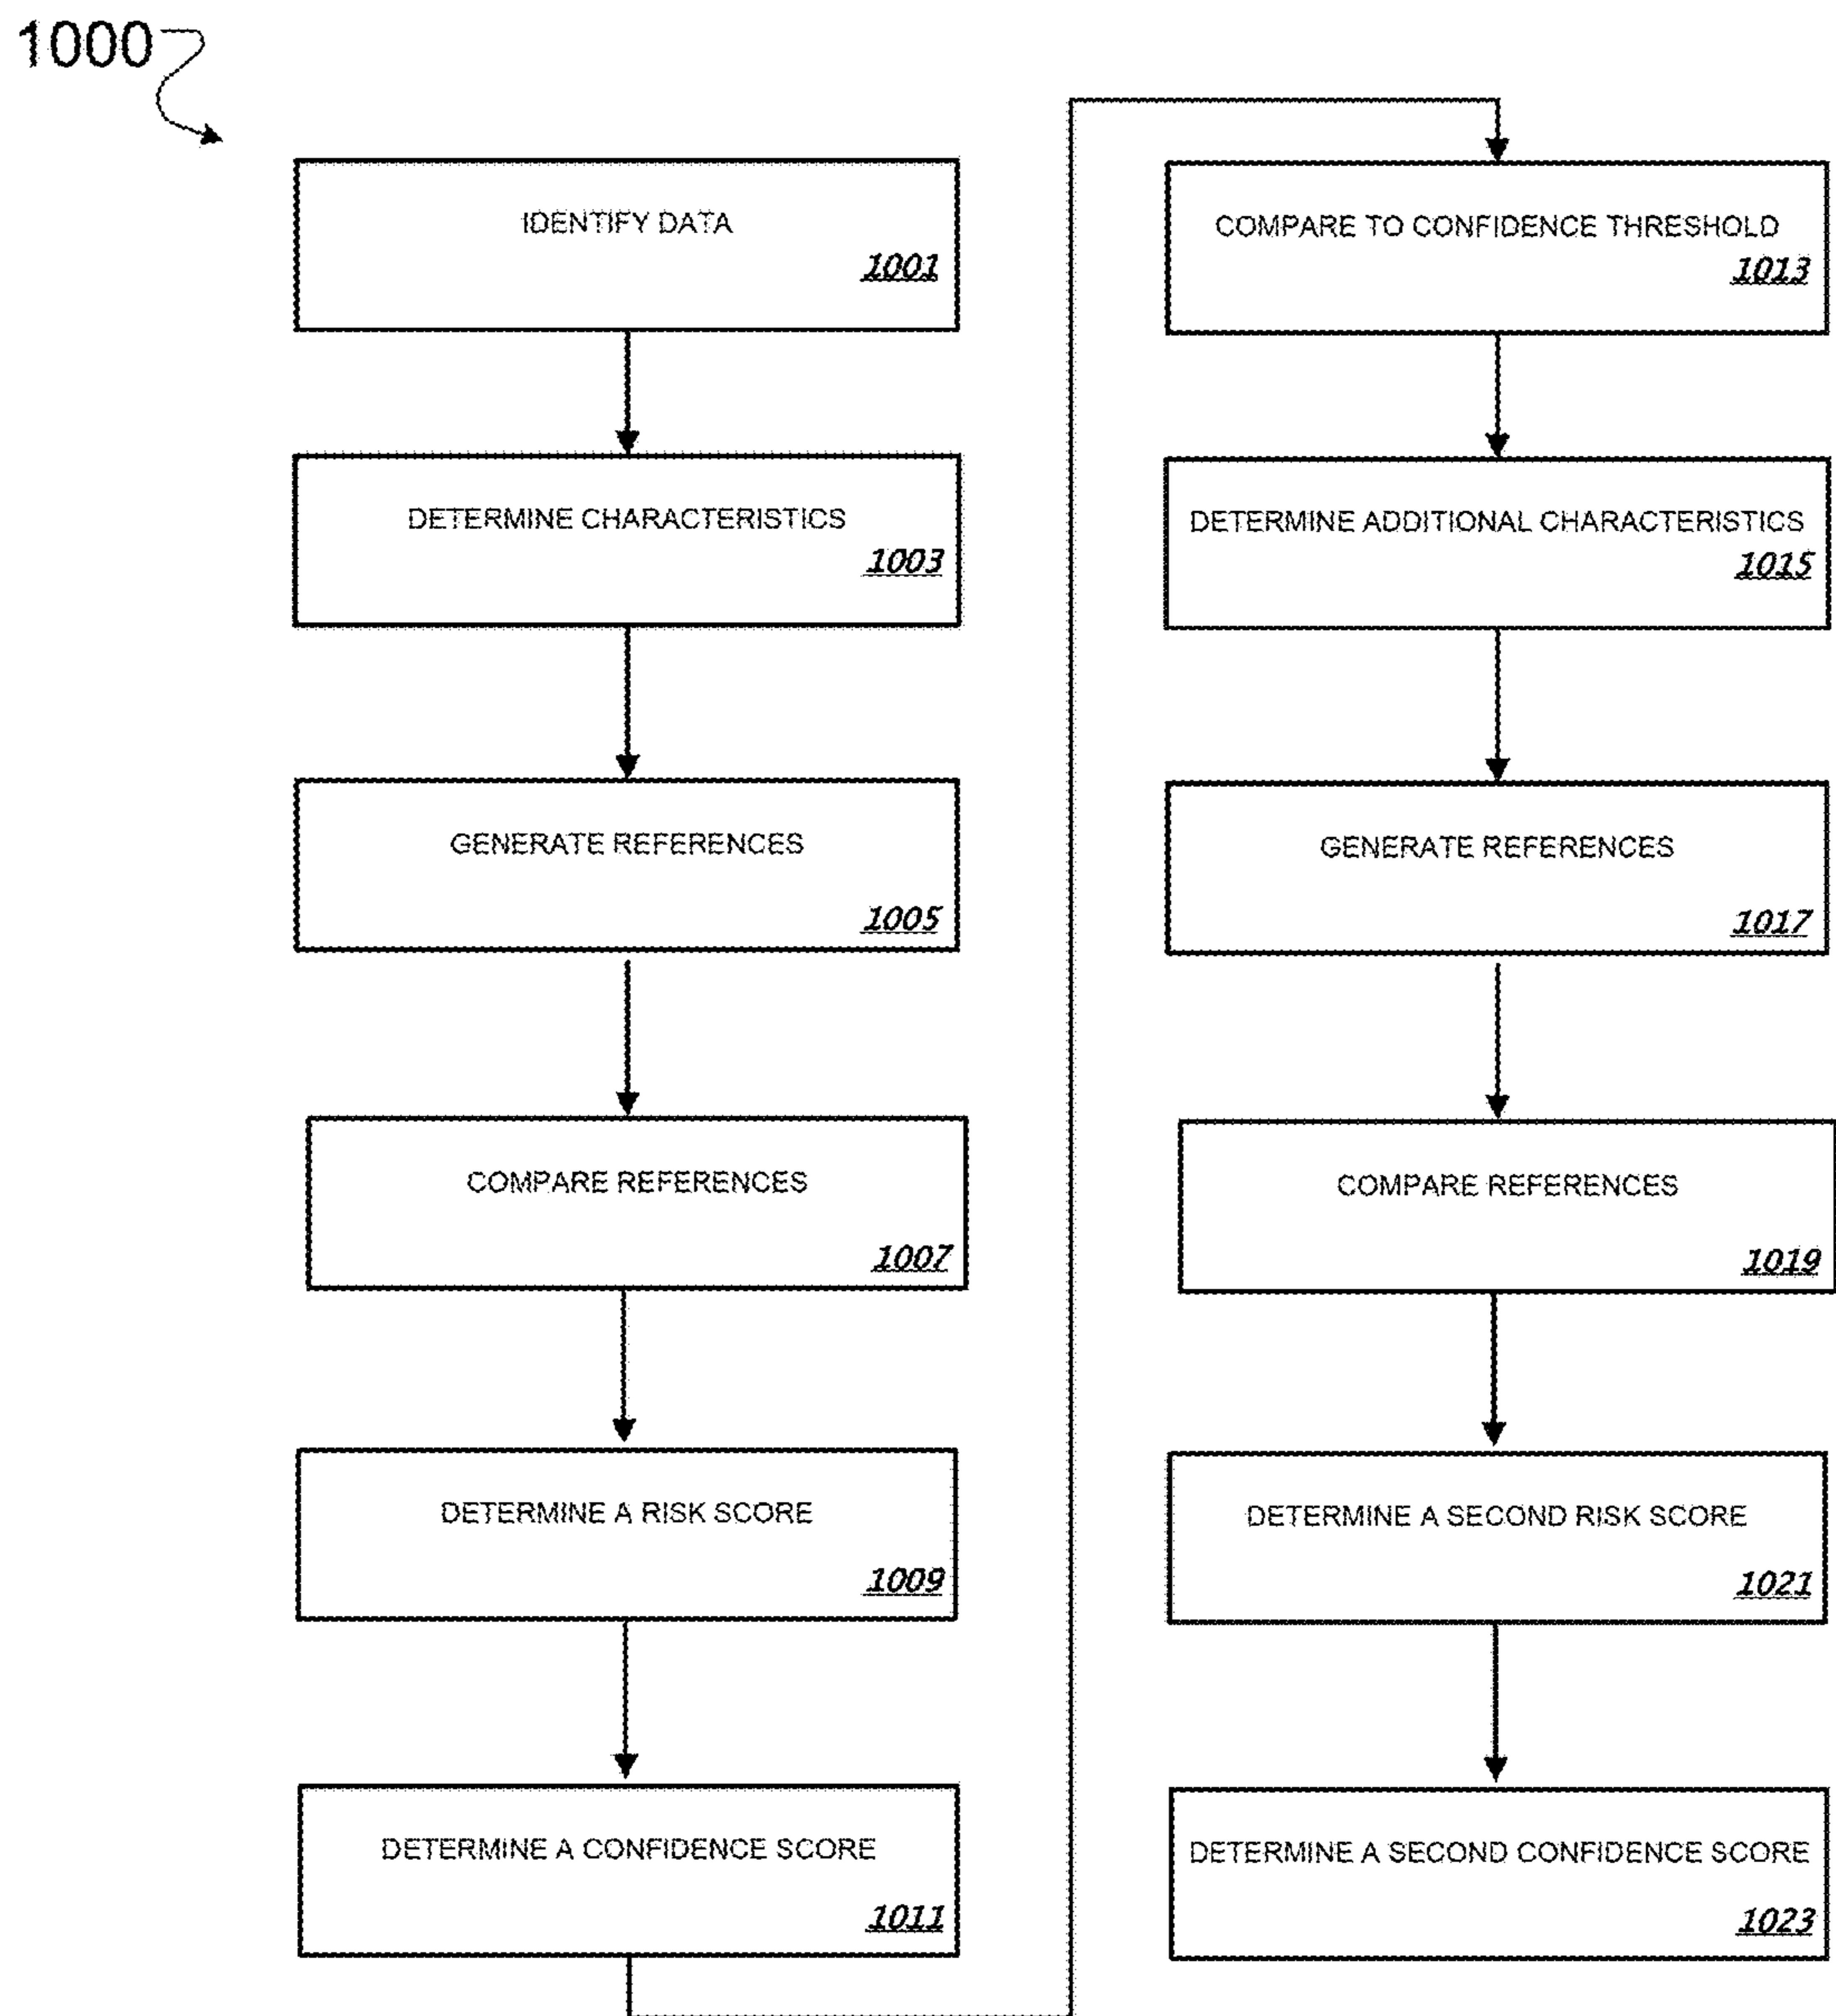 1000
IDENTIFY DATA
1001
DETERMINE CHARACTERISTICS
1003
GENERATE REFERENCES
1005
COMPARE REFERENCES
1007
DETERMINE A RISK SCORE
1009
DETERMINE A CONFIDENCE SCORE
1011
COMPARE TO CONFIDENCE THRESHOLD
1013
DETERMINE ADDITIONAL CHARACTERISTICS
1015
GENERATE REFERENCES
1017
COMPARE REFERENCES
1019
DETERMINE A SECOND RISK SCORE
1021
DETERMINE A SECOND CONFIDENCE SCORE
1023